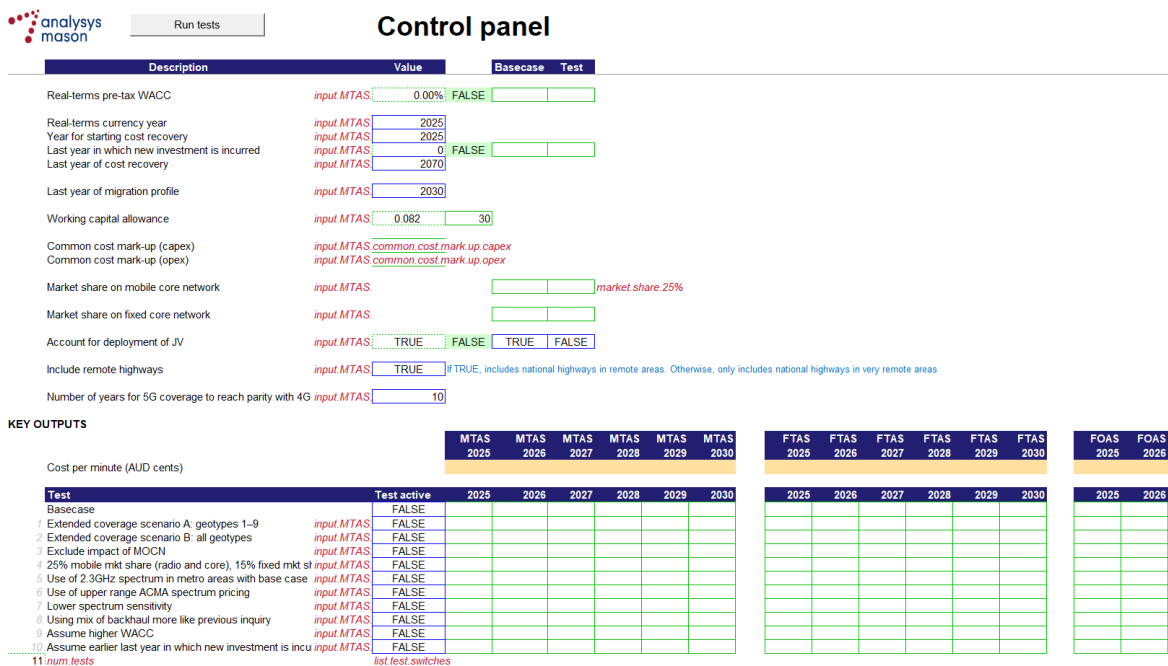 analysys
mason
Run tests
Control panel
Description Value Basecase Test
Real-terms pre-tax WACC input.MTAS. 0.00% FALSE
Real-terms currency year input.MTAS. 2025
Year for starting cost recovery input.MTAS. 2025
Last year in which new investment is incurred input.MTAS. 0 FALSE
Last year of cost recovery input.MTAS. 2070
Last year of migration profile input.MTAS. 2030
Working capital allowance input.MTAS. 0.082 30
Common cost mark-up (capex) input.MTAS.common.cost.mark.up.capex
Common cost mark-up (opex) input.MTAS.common.cost.mark.up.opex
Market share on mobile core network input.MTAS. market.share.25%
Market share on fixed core network input.MTAS.
Account for deployment of JV input.MTAS. TRUE FALSE TRUE FALSE
Include remote highways input.MTAS. TRUE If TRUE, includes national highways in remote areas. Otherwise, only includes national highways in very remote areas
Number of years for 5G coverage to reach parity with 4G input.MTAS. 10
KEY OUTPUTS
MTAS MTAS MTAS MTAS MTAS MTAS FTAS FTAS FTAS FTAS FTAS FTAS FOAS FOAS
2025 2026 2027 2028 2029 2030 2025 2026 2027 2028 2029 2030 2025 2026
Cost per minute (AUD cents)
Test Test active 2025 2026 2027 2028 2029 2030 2025 2026 2027 2028 2029 2030 2025 2026
Basecase FALSE
1 Extended coverage scenario A: geotypes 1–9 input.MTAS. FALSE
2 Extended coverage scenario B: all geotypes input.MTAS. FALSE
3 Exclude impact of MOCN input.MTAS. FALSE
4 25% mobile mkt share (radio and core), 15% fixed mkt sh input.MTAS. FALSE
5 Use of 2.3GHz spectrum in metro areas with base case input.MTAS. FALSE
6 Use of upper range ACMA spectrum pricing input.MTAS. FALSE
7 Lower spectrum sensitivity input.MTAS. FALSE
8 Using mix of backhaul more like previous inquiry input.MTAS. FALSE
9 Assume higher WACC input.MTAS. FALSE
10 Assume earlier last year in which new investment is incu input.MTAS. FALSE
11 num.tests list.test.switches